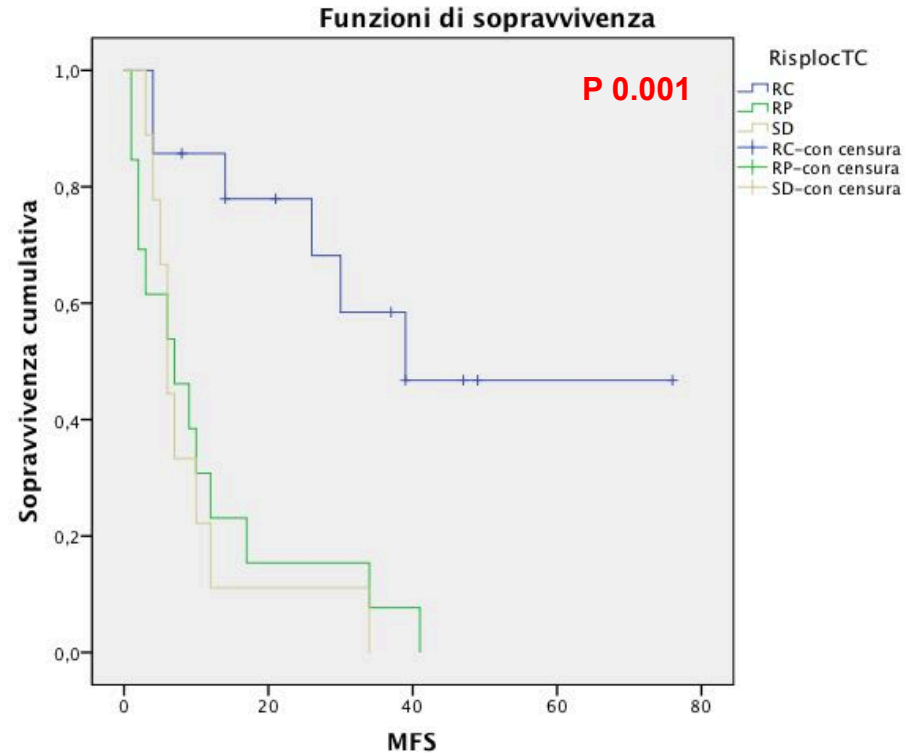 Funzioni di sopravvivenza
P 0.001
RisplocTC
RC
RP
SD
RC-con censura
RP-con censura
SD-con censura
Sopravvivenza cumulativa
1,0
0,8
0,6
0,4
0,2
0,0
0 20 40 60 80
MFS